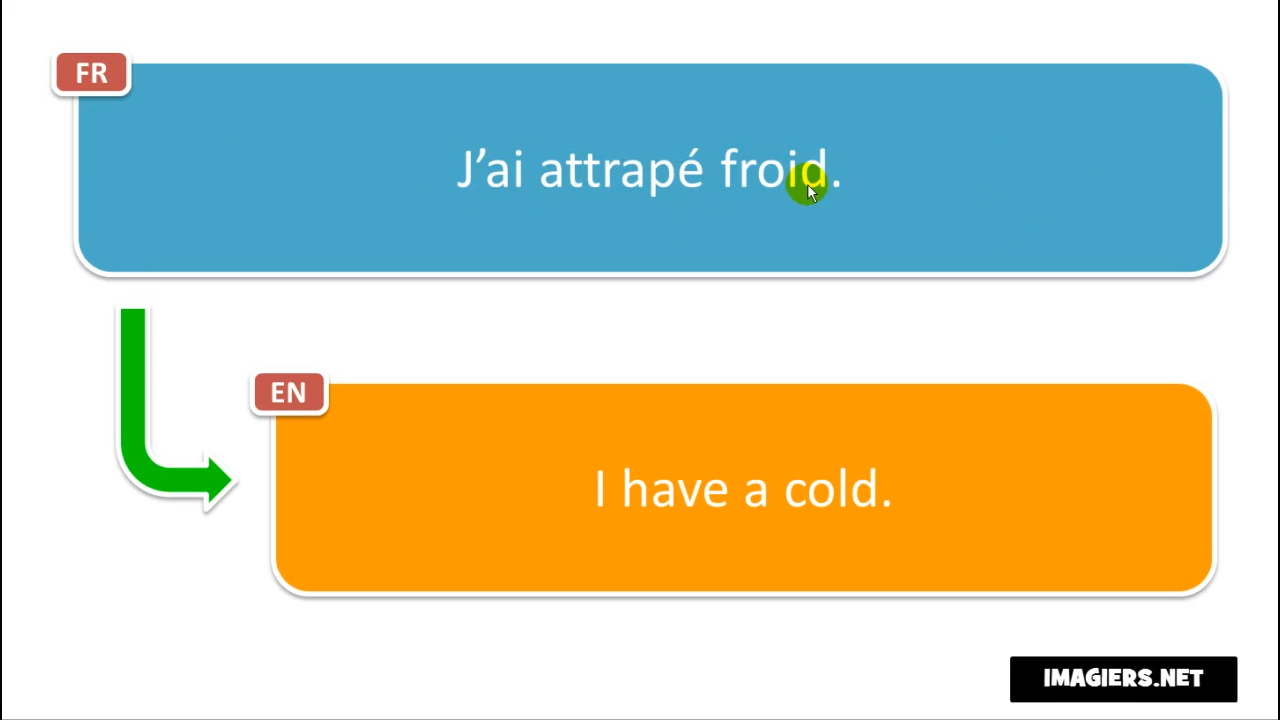 FR
J’ai attrapé froid.
EN
I have a cold.
IMAGIERS.NET